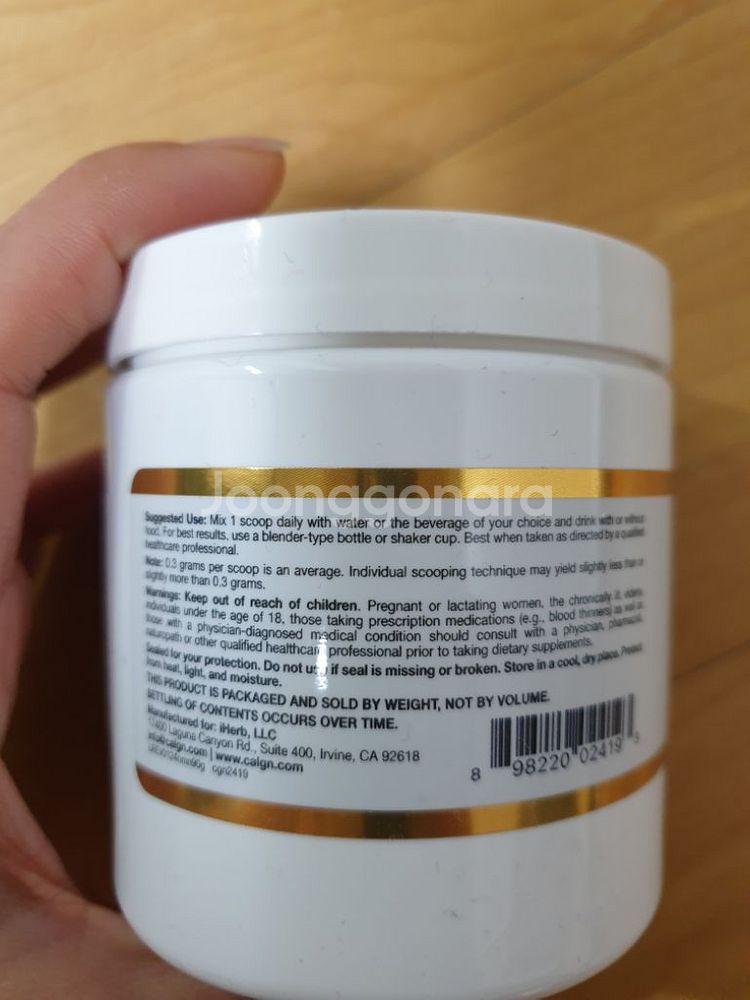 Joonggonara
Suggested Use: Mix 1 scoop daily with water or the beverage of your choice and drink with or without
food. For best results, use a blender-type bottle or shaker cup. Best when taken as directed by a qualified
healthcare professional.
Note: 0.3 grams per scoop is an average. Individual scooping technique may yield slightly less than or
slightly more than 0.3 grams.
Warnings: Keep out of reach of children. Pregnant or lactating women, the chronically ill, elderly,
individuals under the age of 18, those taking prescription medications (e.g., blood thinners) as well as
those with a physician-diagnosed medical condition should consult with a physician, pharmacist,
naturopath or other qualified healthcare professional prior to taking dietary supplements.
Sealed for your protection. Do not use if seal is missing or broken. Store in a cool, dry place. Protect
from heat, light, and moisture.
THIS PRODUCT IS PACKAGED AND SOLD BY WEIGHT, NOT BY VOLUME.
SETTLING OF CONTENTS OCCURS OVER TIME.
Manufactured for: iHerb, LLC
17400 Laguna Canyon Rd., Suite 400, Irvine, CA 92618
info@calgn.com | www.calgn.com
cgn2419
8 98220 02419 3